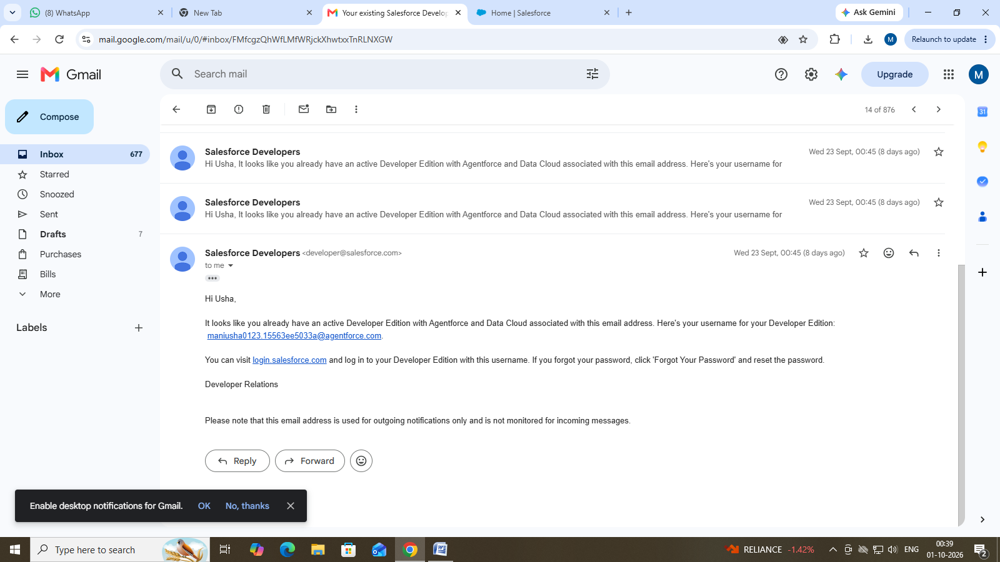 (8) WhatsApp
New Tab
Your existing Salesforce Develop
Home | Salesforce
Ask Gemini
mail.google.com/mail/u/0/#inbox/FMfcgzQhWfLMfWRjckXhwtxxTnRLNXGW
M
Relaunch to update
Gmail
Search mail
Upgrade
M
Compose
14 of 876
31
Inbox 677
Starred
Snoozed
Sent
Drafts 7
Purchases
Bills
More
Labels
Salesforce Developers Wed 23 Sept, 00:45 (8 days ago)
Hi Usha, It looks like you already have an active Developer Edition with Agentforce and Data Cloud associated with this email address. Here's your username for
Salesforce Developers Wed 23 Sept, 00:45 (8 days ago)
Hi Usha, It looks like you already have an active Developer Edition with Agentforce and Data Cloud associated with this email address. Here's your username for
Salesforce Developers <developer@salesforce.com> Wed 23 Sept, 00:45 (8 days ago)
to me
Hi Usha,
It looks like you already have an active Developer Edition with Agentforce and Data Cloud associated with this email address. Here's your username for your Developer Edition:
maniusha0123.15563ee5033a@agentforce.com.
You can visit login.salesforce.com and log in to your Developer Edition with this username. If you forgot your password, click 'Forgot Your Password' and reset the password.
Developer Relations
Please note that this email address is used for outgoing notifications only and is not monitored for incoming messages.
Reply
Forward
Enable desktop notifications for Gmail. OK No, thanks
Type here to search
RELIANCE -1.42%
ENG
00:39
01-10-2026
2